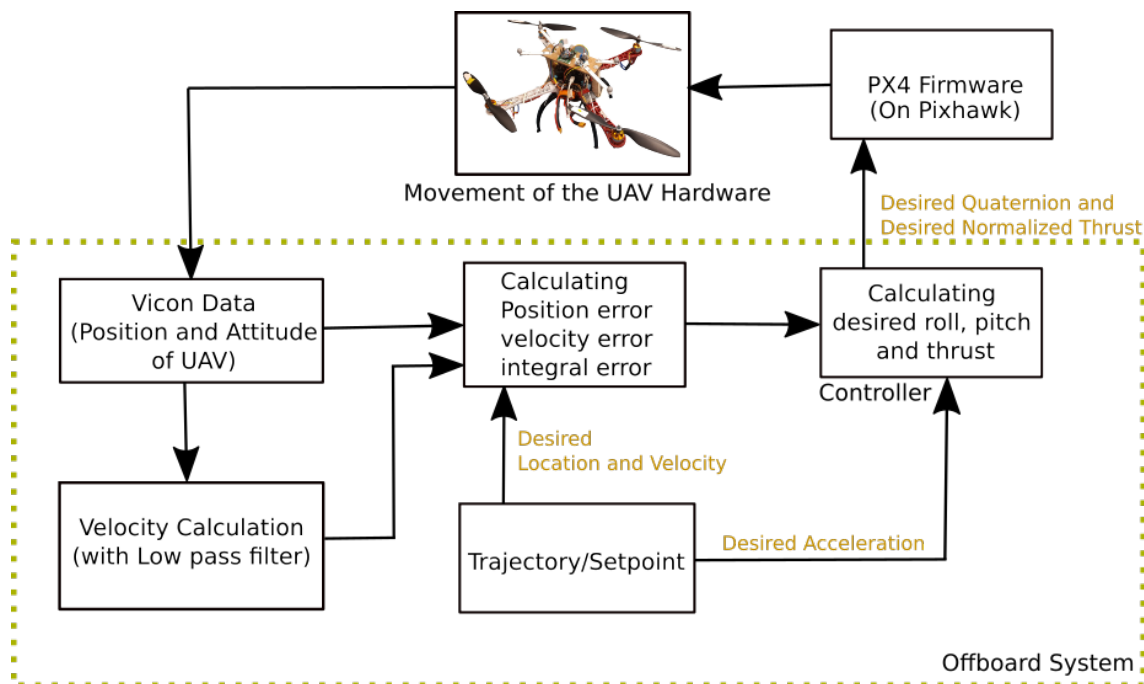 PX4 Firmware
(On Pixhawk)
Movement of the UAV Hardware
Desired Quaternion and
Desired Normalized Thrust
Vicon Data
(Position and Attitude
of UAV)
Calculating
Position error
velocity error
integral error
Calculating
desired roll, pitch
and thrust
Controller
Desired
Location and Velocity
Velocity Calculation
(with Low pass filter)
Trajectory/Setpoint
Desired Acceleration
Offboard System